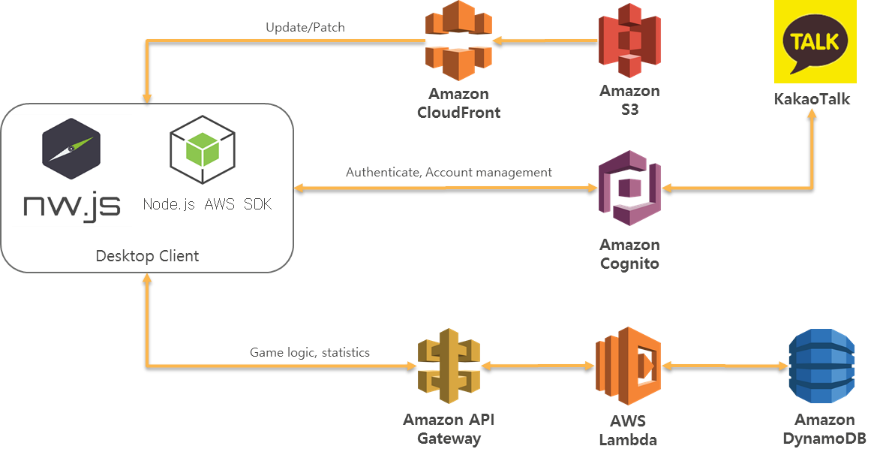 Update/Patch
Amazon
CloudFront
Amazon
S3
TALK
KakaoTalk
nw.js
Node.js AWS SDK
Desktop Client
Authenticate, Account management
Amazon
Cognito
Game logic, statistics
Amazon API
Gateway
AWS
Lambda
Amazon
DynamoDB